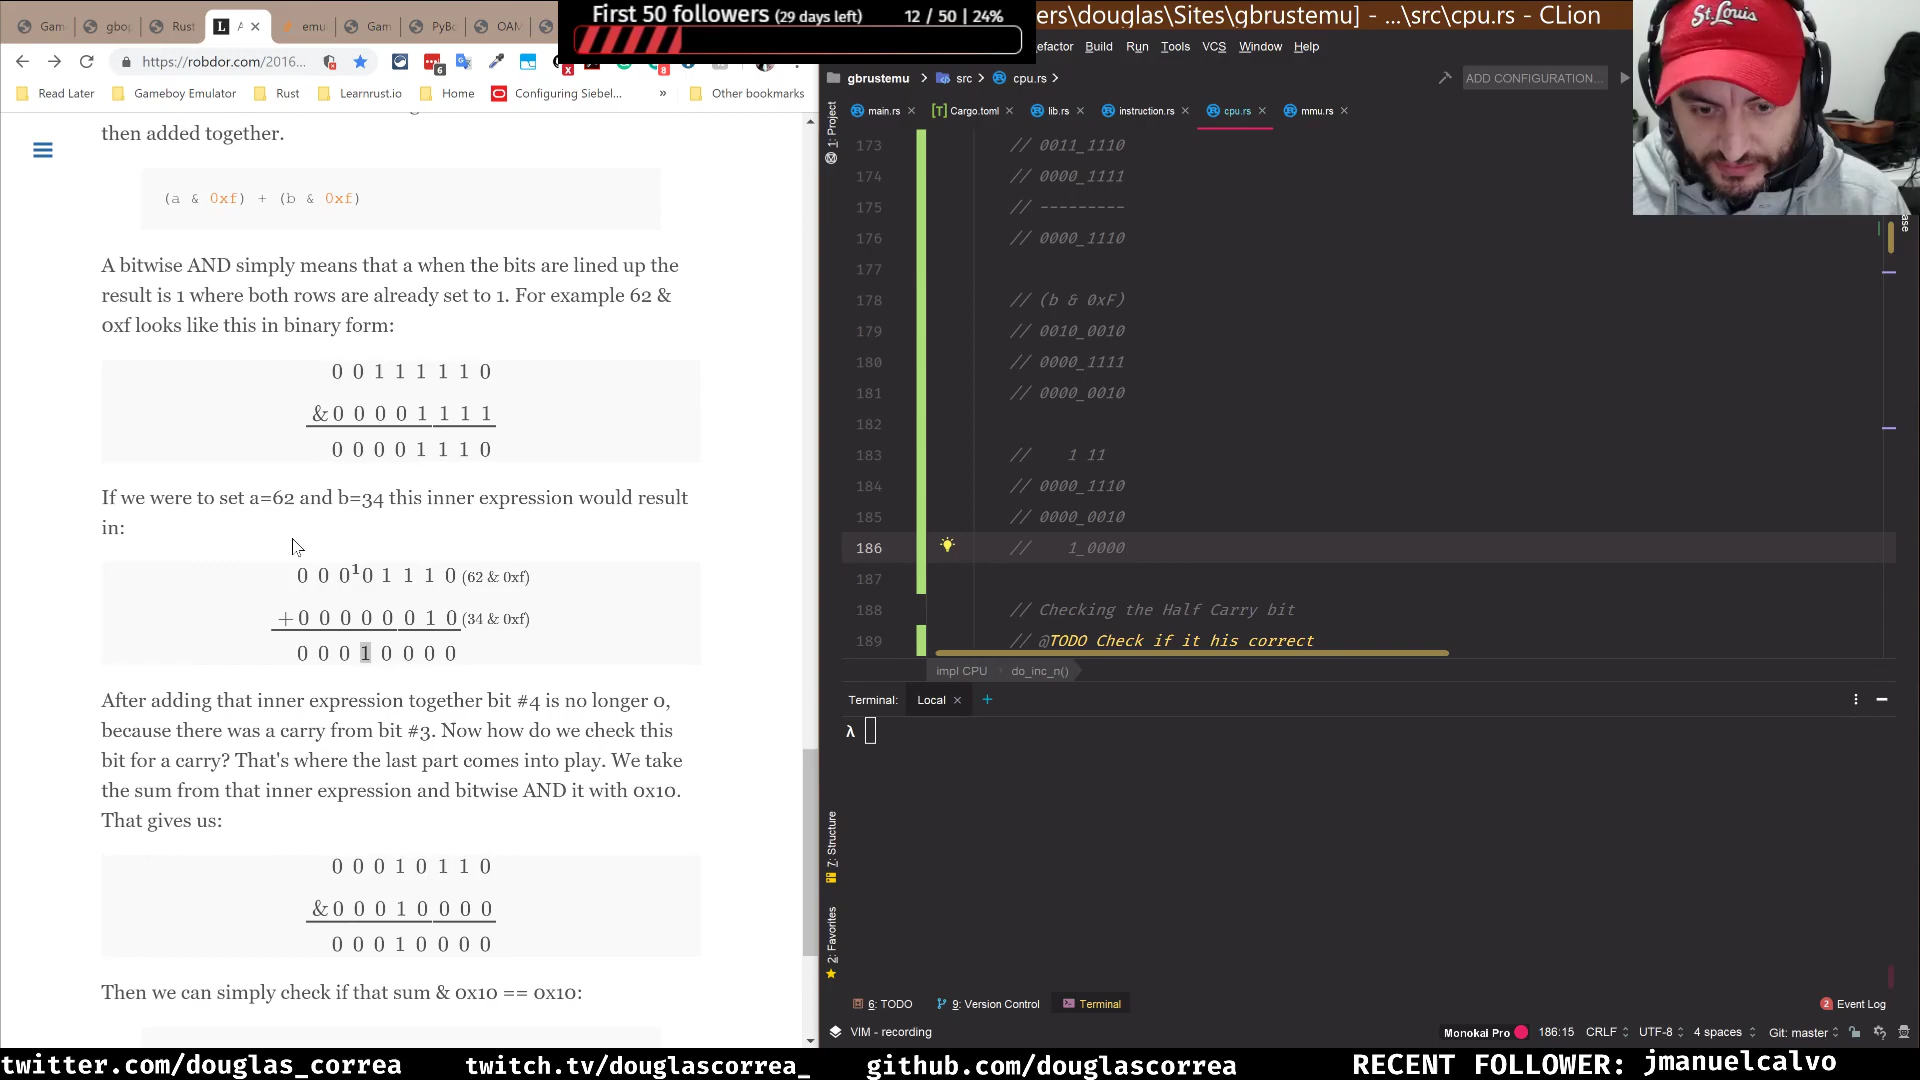 First 50 followers (29 days left) 12 / 50 | 24%
ers\douglas\Sites\gbrustemu] - ...\src\cpu.rs - CLion
Gam
gbo
Rust
L
A
emu
Gam
PyBo
OAM
https://robdor.com/2016...
Read Later
Gameboy Emulator
Rust
Learnrust.io
Home
Configuring Siebel...
»
Other bookmarks
then added together.
(a & 0xf) + (b & 0xf)
A bitwise AND simply means that a when the bits are lined up the
result is 1 where both rows are already set to 1. For example 62 &
0xf looks like this in binary form:
0 0 1 1 1 1 1 0
&0 0 0 0 1 1 1 1
0 0 0 0 1 1 1 0
If we were to set a=62 and b=34 this inner expression would result
in:
0 0 0¹0 1 1 1 0 (62 & 0xf)
+0 0 0 0 0 0 1 0 (34 & 0xf)
0 0 0 1 0 0 0 0
After adding that inner expression together bit #4 is no longer 0,
because there was a carry from bit #3. Now how do we check this
bit for a carry? That's where the last part comes into play. We take
the sum from that inner expression and bitwise AND it with 0x10.
That gives us:
0 0 0 1 0 1 1 0
&0 0 0 1 0 0 0 0
0 0 0 1 0 0 0 0
Then we can simply check if that sum & 0x10 == 0x10:
efactor Build Run Tools VCS Window Help
gbrustemu src cpu.rs
ADD CONFIGURATION...
main.rs Cargo.toml lib.rs instruction.rs cpu.rs mmu.rs
1: Project
173 // 0011_1110
174 // 0000_1111
175 // ---------
176 // 0000_1110
177
178 // (b & 0xF)
179 // 0010_0010
180 // 0000_1111
181 // 0000_0010
182
183 // 1 11
184 // 0000_1110
185 // 0000_0010
186 // 1_0000
187
188 // Checking the Half Carry bit
189 // @TODO Check if it his correct
impl CPU do_inc_n()
Terminal: Local +
λ
7: Structure
2: Favorites
6: TODO 9: Version Control Terminal
2 Event Log
VIM - recording
Monokai Pro 186:15 CRLF UTF-8 4 spaces Git: master
St. Louis
twitter.com/douglas_correa twitch.tv/douglascorrea_ github.com/douglascorrea RECENT FOLLOWER: jmanuelcalvo